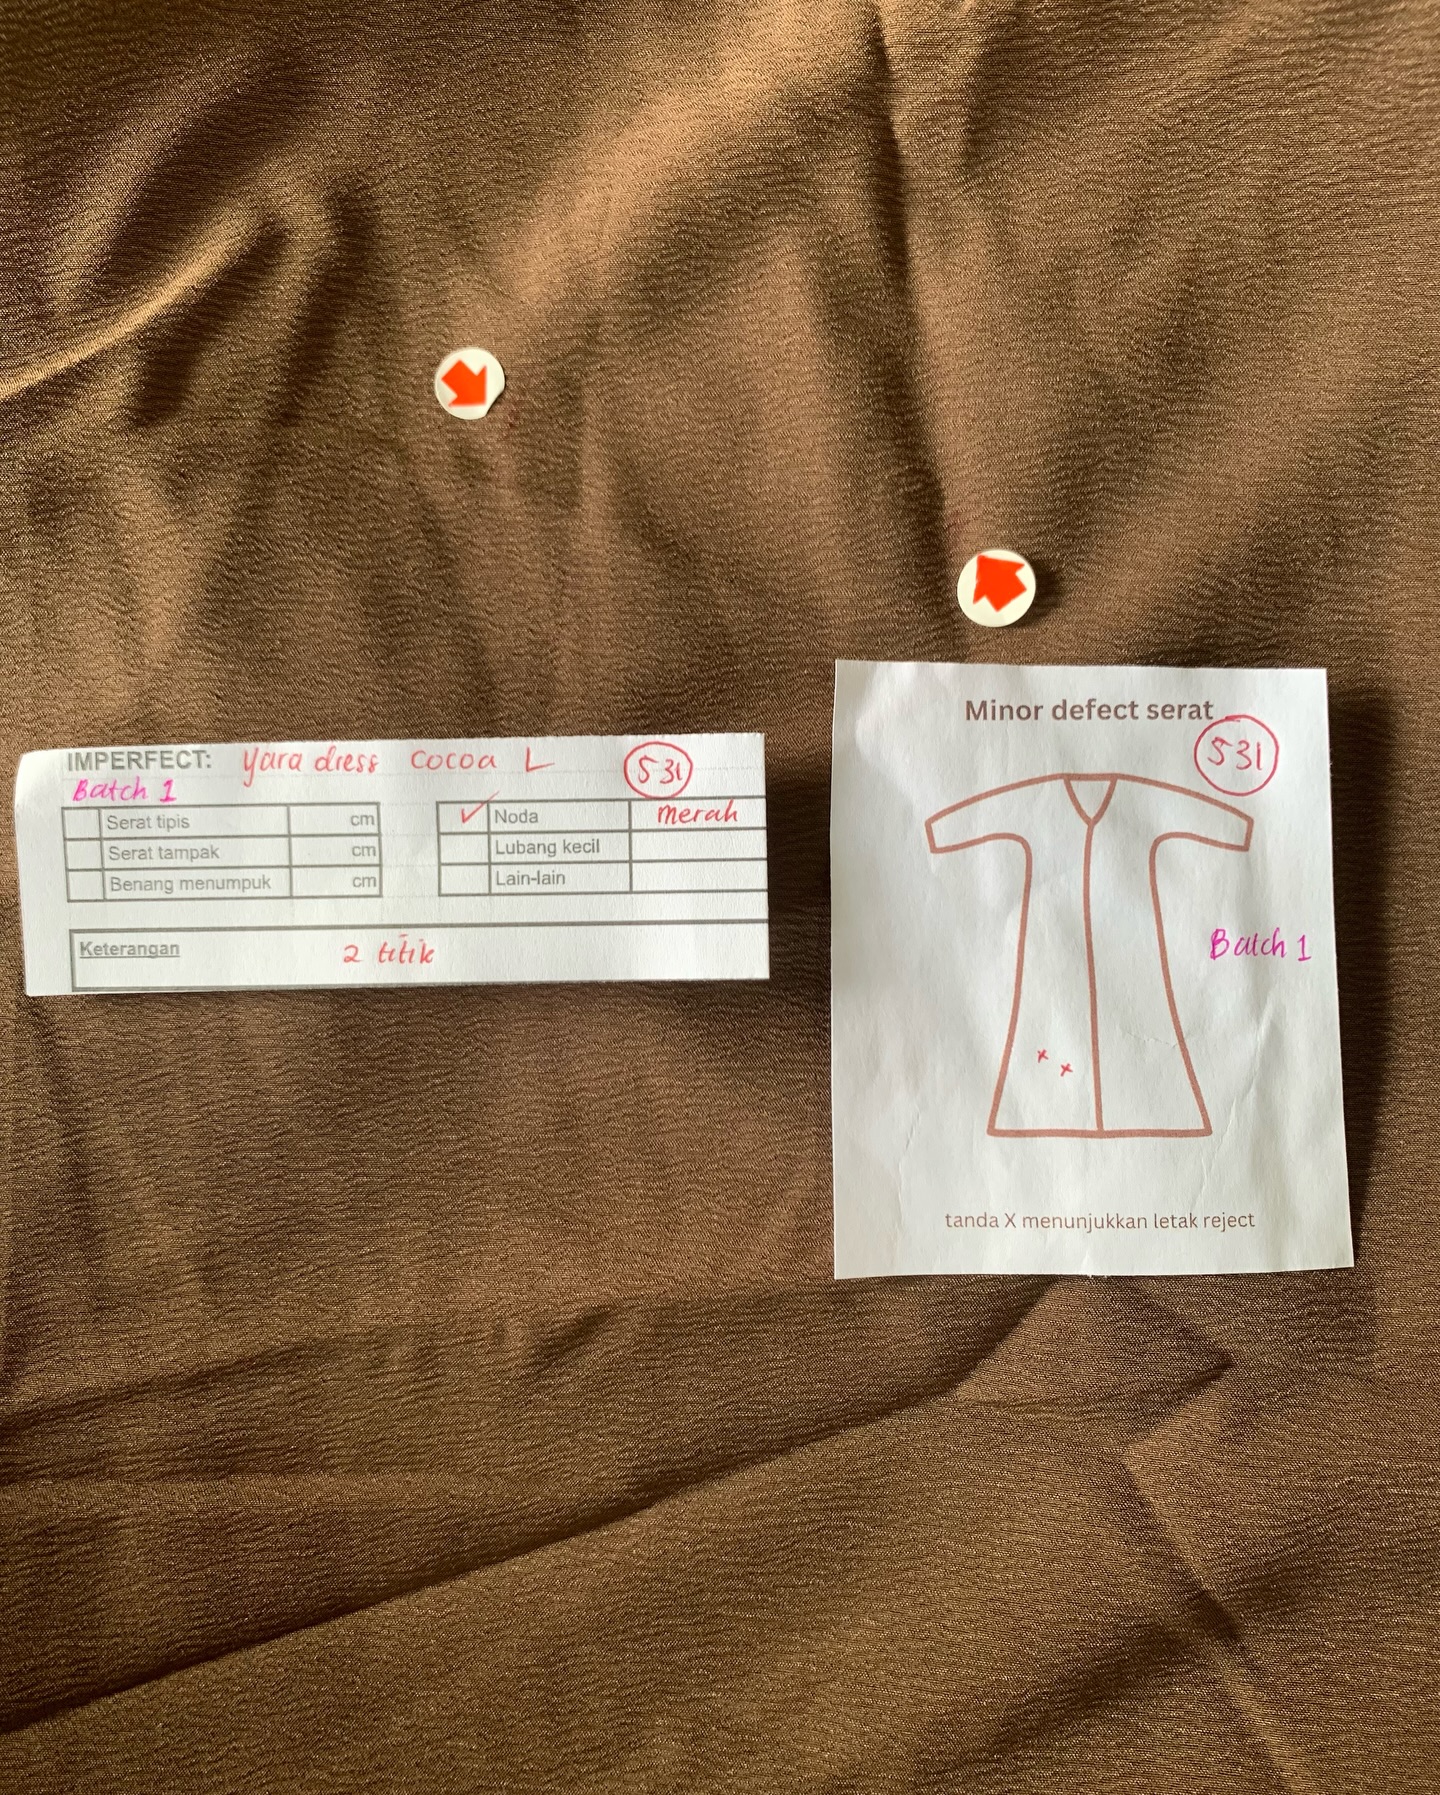 IMPERFECT: Yara dress cocoa L 531
Batch 1
Serat tipis cm
Serat tampak cm
Benang menumpuk cm
Noda merah
Lubang kecil
Lain-lain
Keterangan 2 titik
Minor defect serat
531
Batch 1
tanda X menunjukkan letak reject